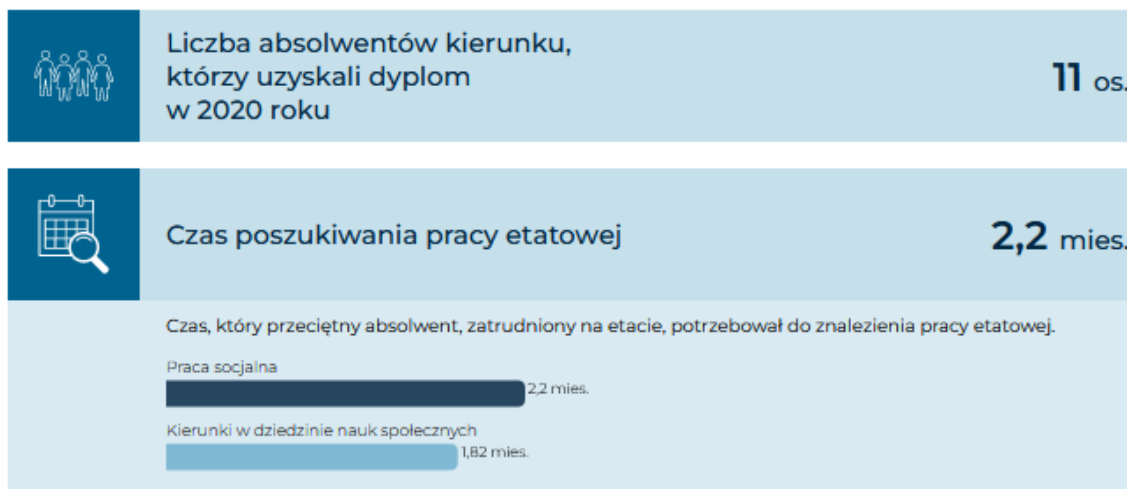 Liczba absolwentów kierunku,
którzy uzyskali dyplom
w 2020 roku
11 os.
Czas poszukiwania pracy etatowej
2,2 mies.
Czas, który przeciętny absolwent, zatrudniony na etacie, potrzebował do znalezienia pracy etatowej.
Praca socjalna
2,2 mies.
Kierunki w dziedzinie nauk społecznych
1,82 mies.